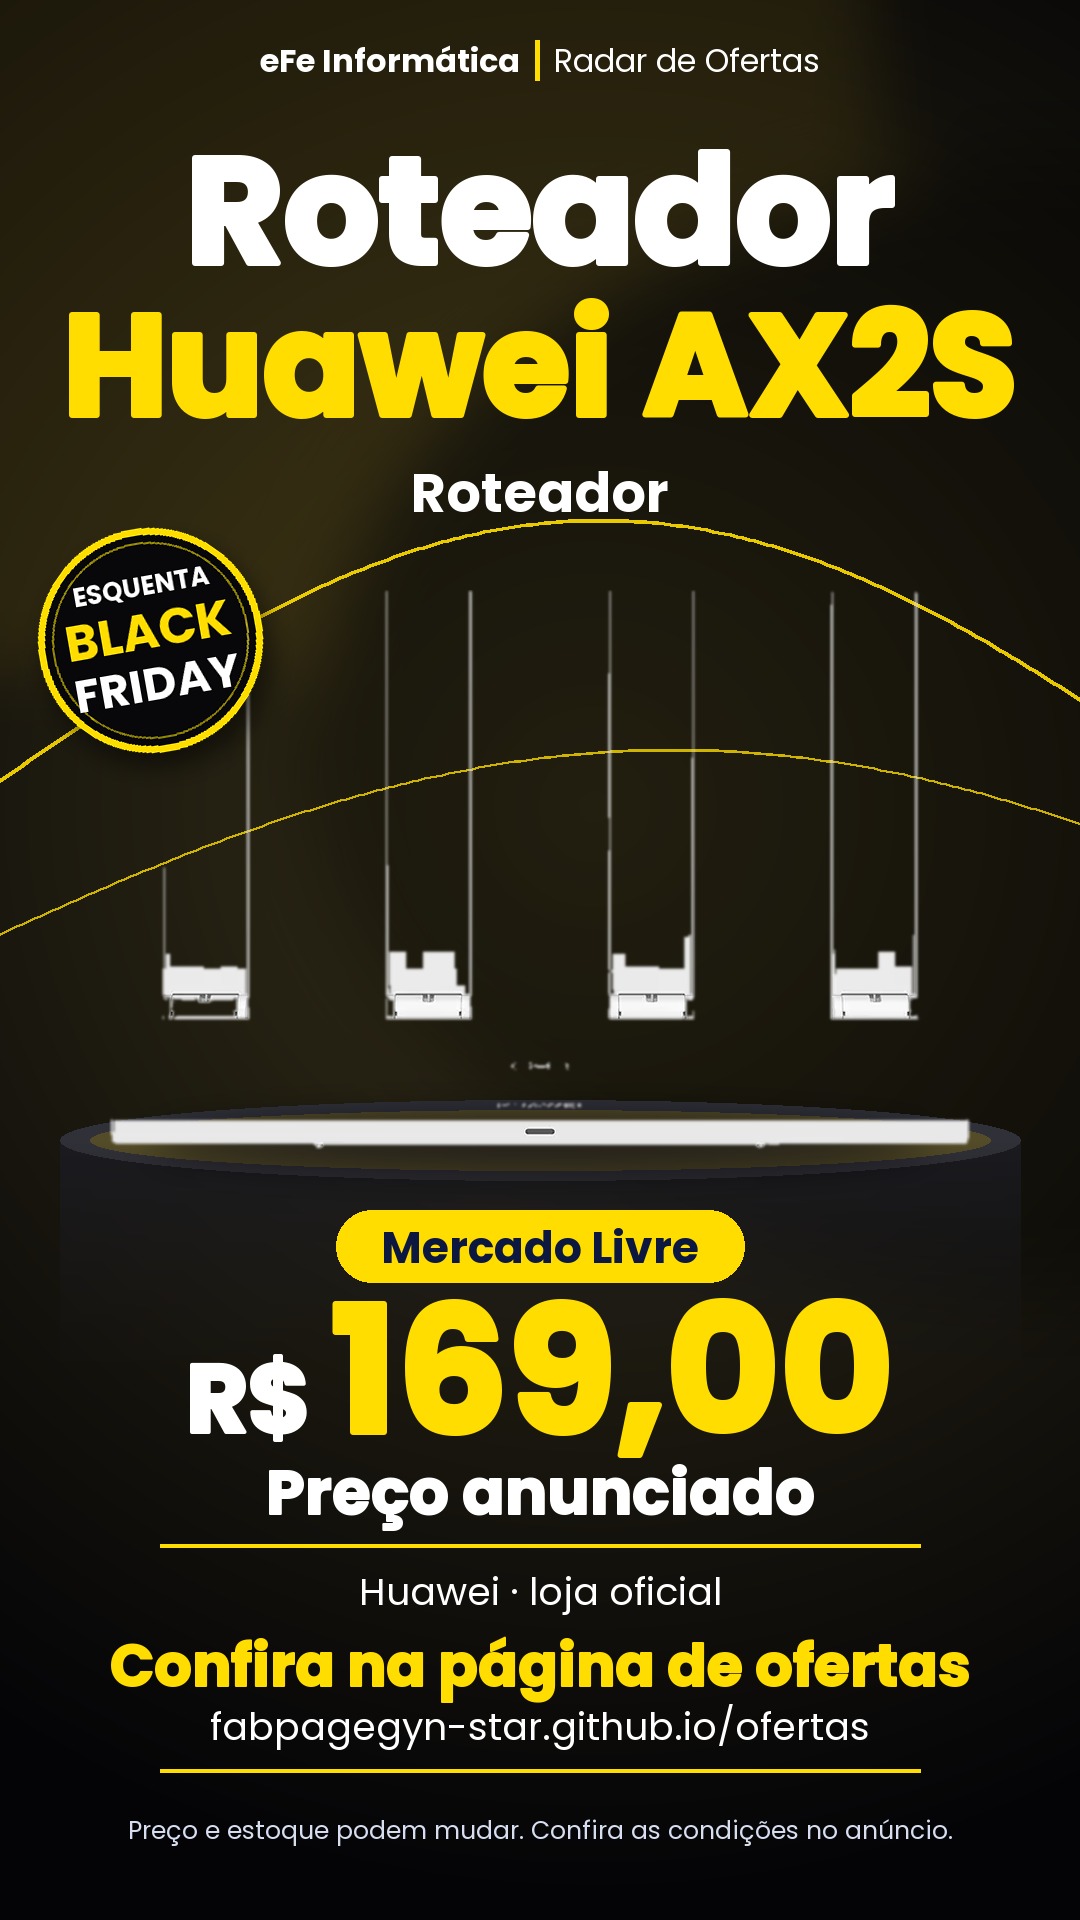 eFe Informática | Radar de Ofertas
Roteador
Huawei AX2S
Roteador
ESQUENTA
BLACK
FRIDAY
Mercado Livre
R$ 169,00
Preço anunciado
Huawei · loja oficial
Confira na página de ofertas
fabpagegyn-star.github.io/ofertas
Preço e estoque podem mudar. Confira as condições no anúncio.